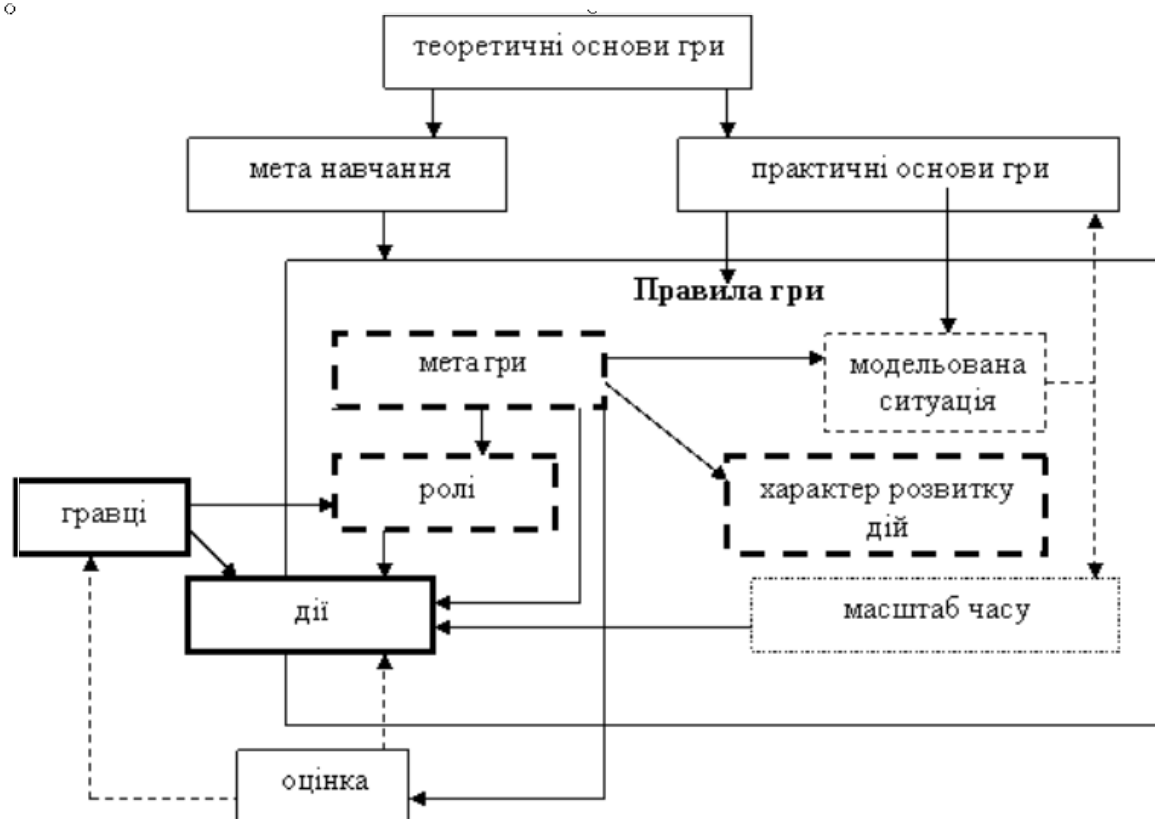 теоретичні основи гри
мета навчання
практичні основи гри
Правила гри
мета гри
модельована
ситуація
ролі
характер розвитку
дій
гравці
дії
масштаб часу
оцінка